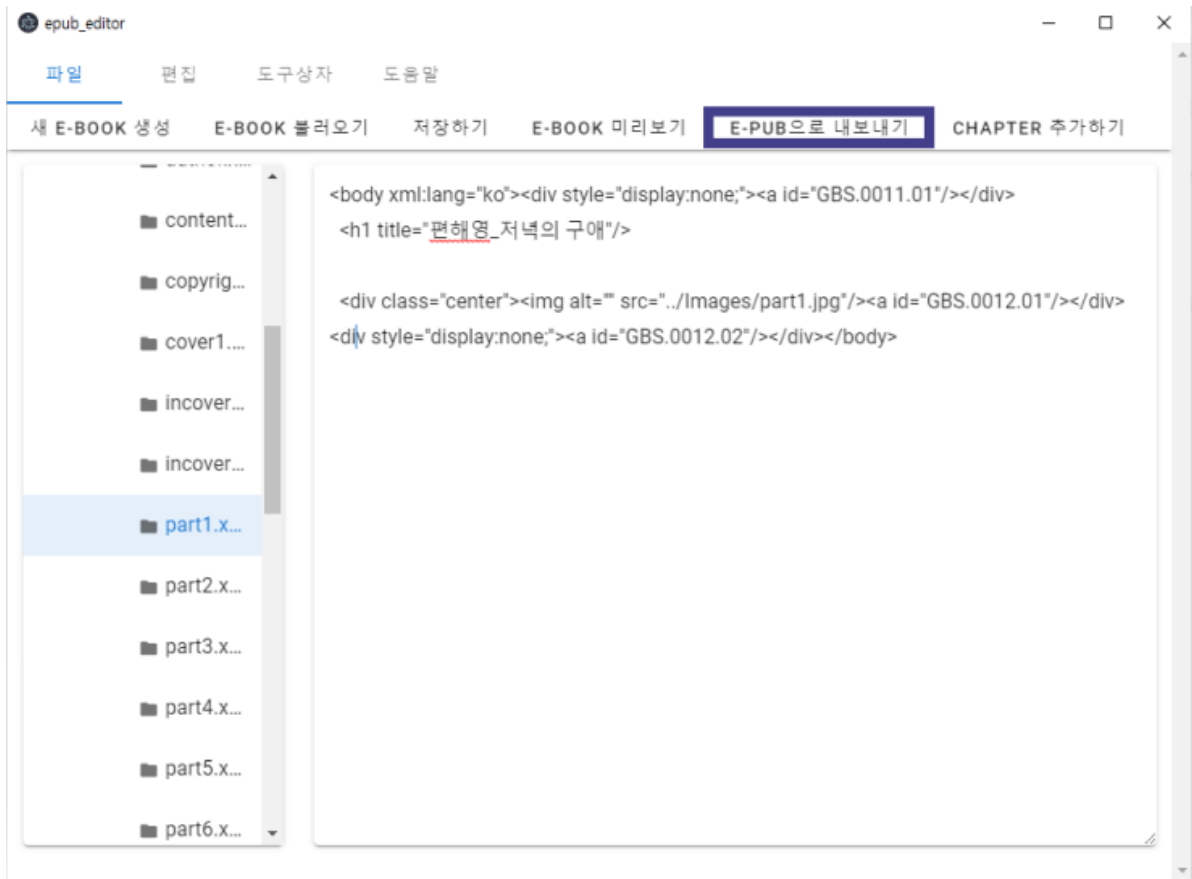 epub_editor
파일 편집 도구상자 도움말
새 E-BOOK 생성 E-BOOK 불러오기 저장하기 E-BOOK 미리보기 E-PUB으로 내보내기 CHAPTER 추가하기
content...
copyrig...
cover1....
incover...
incover...
part1.x...
part2.x...
part3.x...
part4.x...
part5.x...
part6.x...
<body xml:lang="ko"><div style="display:none;"><a id="GBS.0011.01"/></div>
<h1 title="편해영_저녁의 구애"/>
<div class="center"><img alt="" src="../Images/part1.jpg"/><a id="GBS.0012.01"/></div>
<div style="display:none;"><a id="GBS.0012.02"/></div></body>